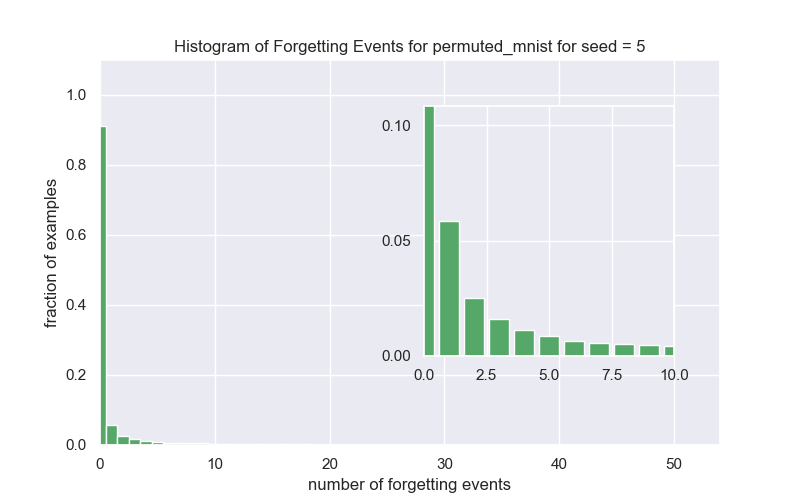 Histogram of Forgetting Events for permuted_mnist for seed = 5
fraction of examples
1.0
0.8
0.6
0.4
0.2
0.0
0 10 20 30 40 50
number of forgetting events
0.10
0.05
0.00
0.0 2.5 5.0 7.5 10.0